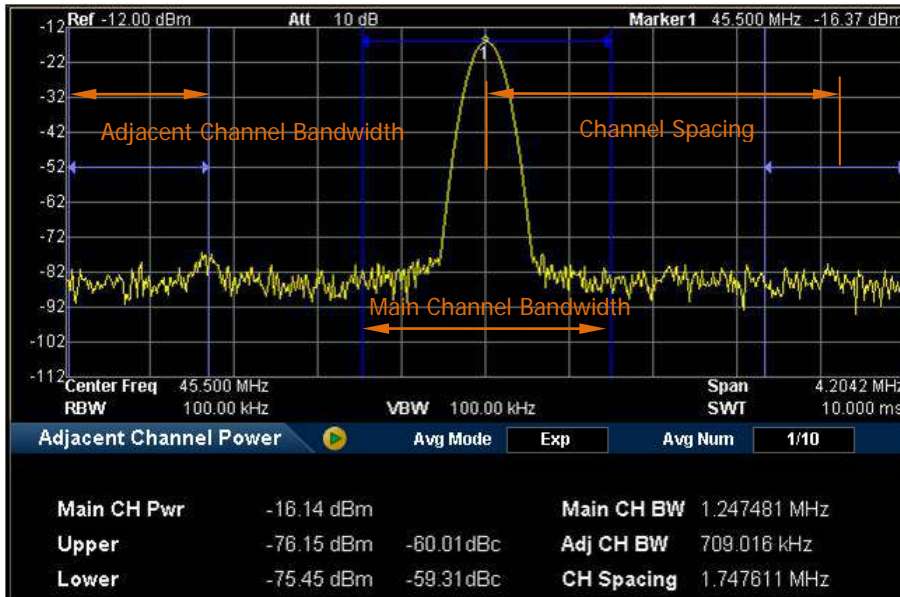 Ref -12.00 dBm Att 10 dB Marker1 45.500 MHz -16.37 dBm
-12
1
-22
-32
Adjacent Channel Bandwidth Channel Spacing
-42
-52
-62
-72
-82
-92
Main Channel Bandwidth
-102
-112
Center Freq 45.500 MHz Span 4.2042 MHz
RBW 100.00 kHz VBW 100.00 kHz SWT 10.000 ms
Adjacent Channel Power Avg Mode Exp Avg Num 1/10
Main CH Pwr -16.14 dBm Main CH BW 1.247481 MHz
Upper -76.15 dBm -60.01dBc Adj CH BW 709.016 kHz
Lower -75.45 dBm -59.31dBc CH Spacing 1.747611 MHz